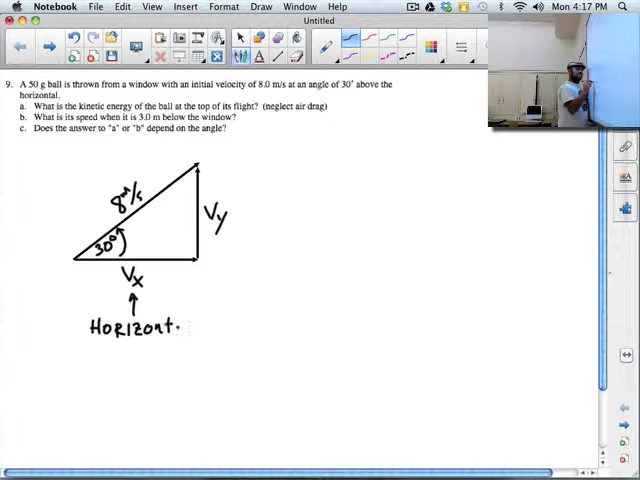 Notebook File Edit View Insert Format Draw Window Help Mon 4:17 PM
Untitled
9. A 50 g ball is thrown from a window with an initial velocity of 8.0 m/s at an angle of 30˚ above the
horizontal.
a. What is the kinetic energy of the ball at the top of its flight? (neglect air drag)
b. What is its speed when it is 3.0 m below the window?
c. Does the answer to "a" or "b" depend on the angle?
8 m/s
Vy
30°
Vx
HORIZONT